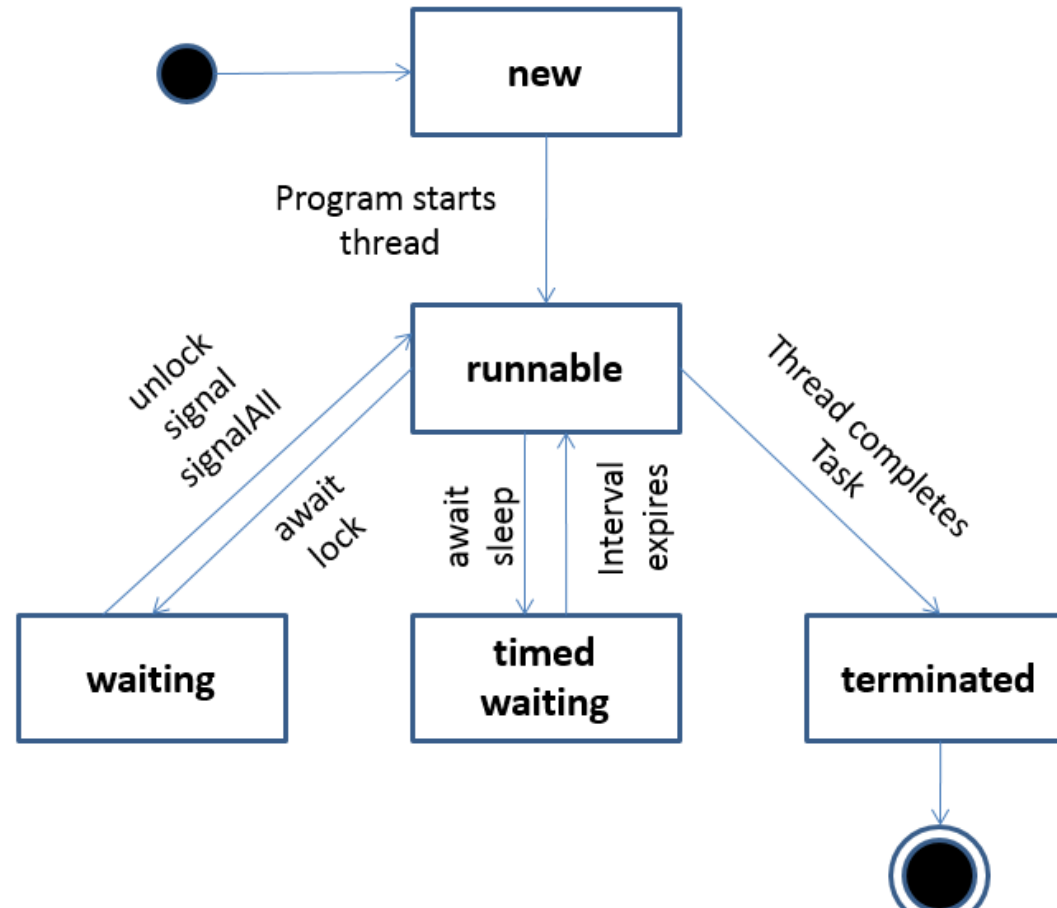 new
Program starts
thread
runnable
unlock
signal
signalAll
await
lock
await
sleep
Interval
expires
Thread completes
Task
waiting
timed
waiting
terminated